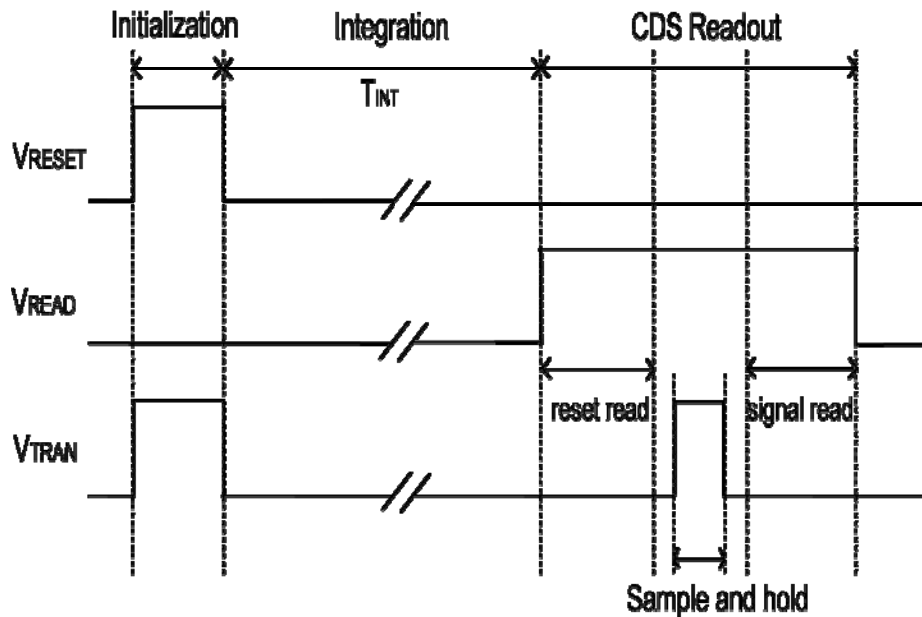 Initialization
Integration
CDS Readout
TINT
VRESET
VREAD
reset read
signal read
VTRAN
Sample and hold